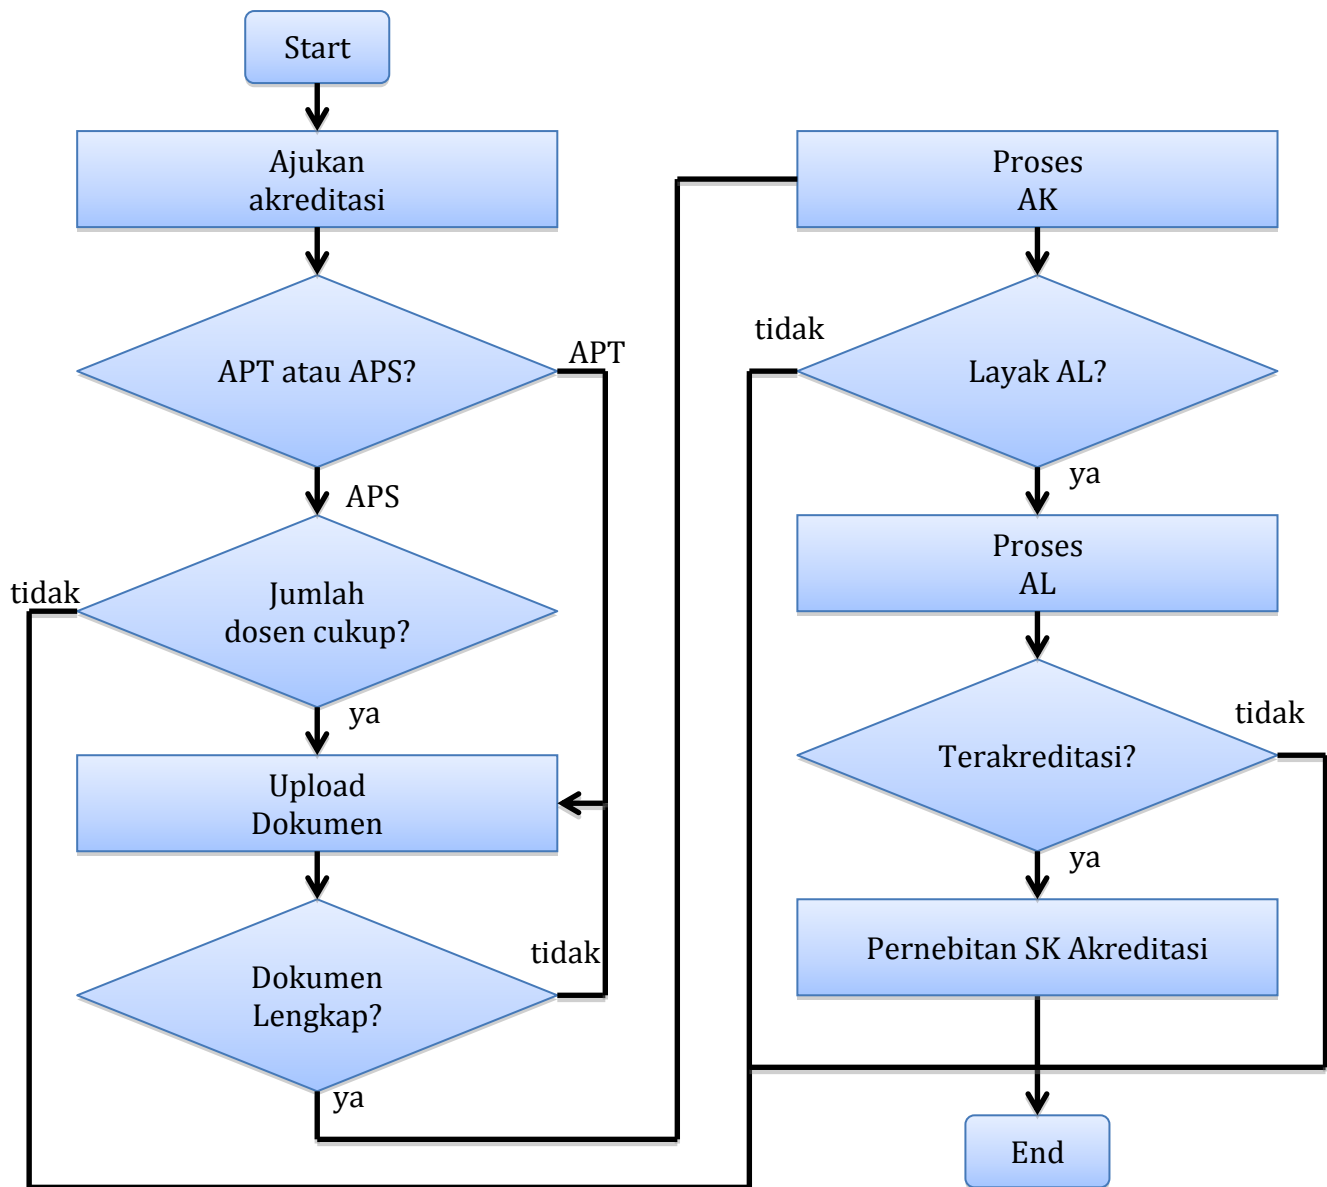 Start
Ajukan
akreditasi
APT atau APS?
APT
APS
Jumlah
dosen cukup?
tidak
ya
Upload
Dokumen
Dokumen
Lengkap?
tidak
ya
Proses
AK
Layak AL?
tidak
ya
Proses
AL
Terakreditasi?
tidak
ya
Pernebitan SK Akreditasi
End